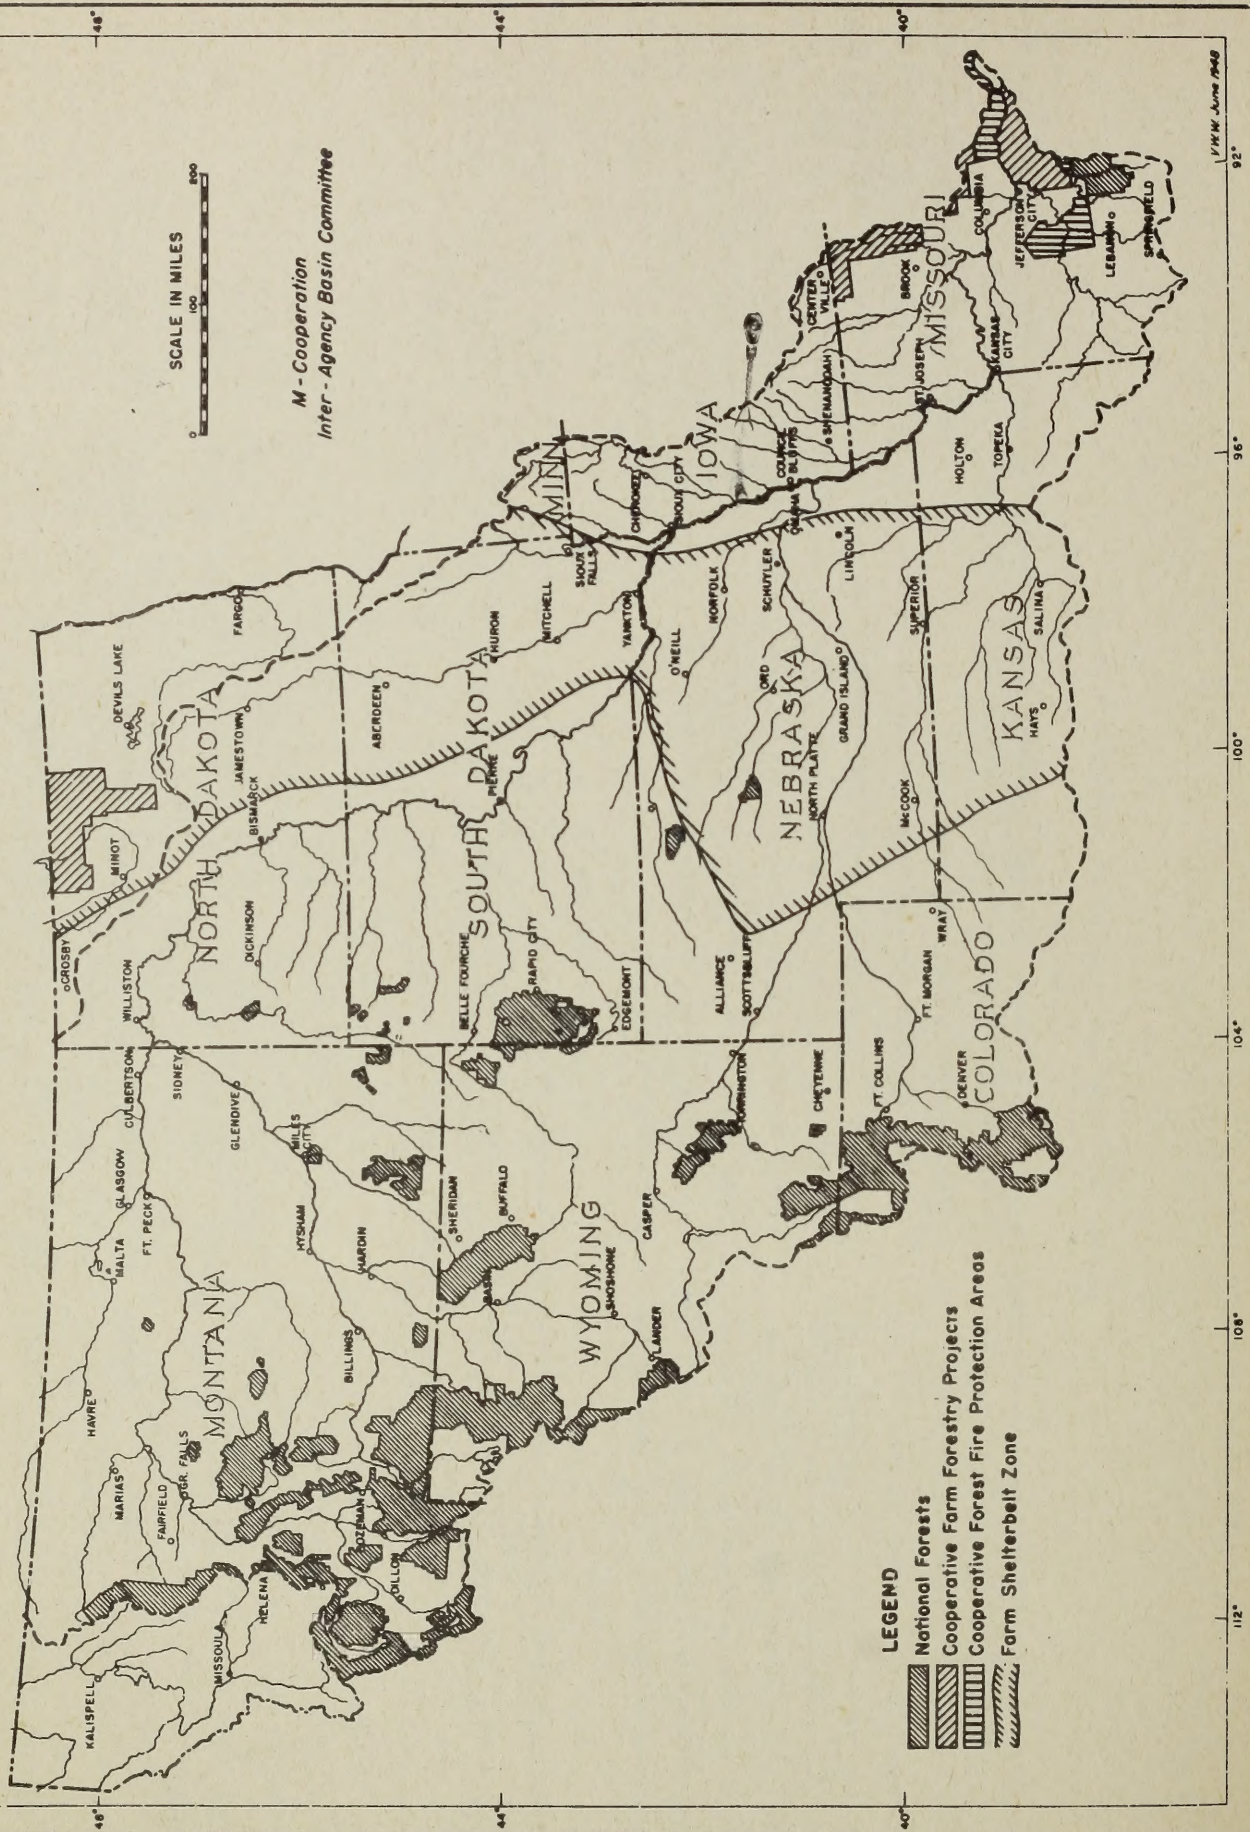 48°
44°
40°
SCALE IN MILES
0 100 200
M - Cooperation
Inter - Agency Basin Committee
KALISPELL
MISSOULA
HELENA
DILLON
BOZEMAN
FAIRFIELD
MARIAS
GR. FALLS
HAVRE
MONTANA
BILLINGS
MALTA
GLASGOW
FT. PECK
HYSHAM
HARDIN
MILES CITY
GLENDIVE
SIDNEY
CULBERTSON
CROSBY
WILLISTON
MINOT
DEVILS LAKE
NORTH DAKOTA
DICKINSON
BISMARCK
JAMESTOWN
FARGO
ABERDEEN
SOUTH DAKOTA
BELLE FOURCHE
RAPID CITY
EDGEMONT
PIERRE
HURON
MITCHELL
SIOUX FALLS
YANKTON
MINN
WYOMING
SHERIDAN
BUFFALO
BASIN
SHOSHONE
LANDER
CASPER
TORRINGTON
CHEYENNE
NEBRASKA
ALLIANCE
SCOTTSBLUFF
NORTH PLATTE
ORD
O'NEILL
NORFOLK
SCHUYLER
GRAND ISLAND
LINCOLN
OMAHA
SUPERIOR
McCOOK
IOWA
CHEROKEE
SIOUX CITY
COUNCIL BLUFFS
SHENANDOAH
CENTER VILLE
COLORADO
FT. COLLINS
FT. MORGAN
DENVER
WRAY
KANSAS
HAYS
SALINA
HOLTON
TOPEKA
MISSOURI
ST. JOSEPH
KANSAS CITY
BROOK
COLUMBIA
JEFFERSON CITY
LEBANON
SPRINGFIELD
LEGEND
National Forests
Cooperative Farm Forestry Projects
Cooperative Forest Fire Protection Areas
Farm Shelterbelt Zone
112°
108°
104°
100°
96°
92°
V.W.W. June 1948